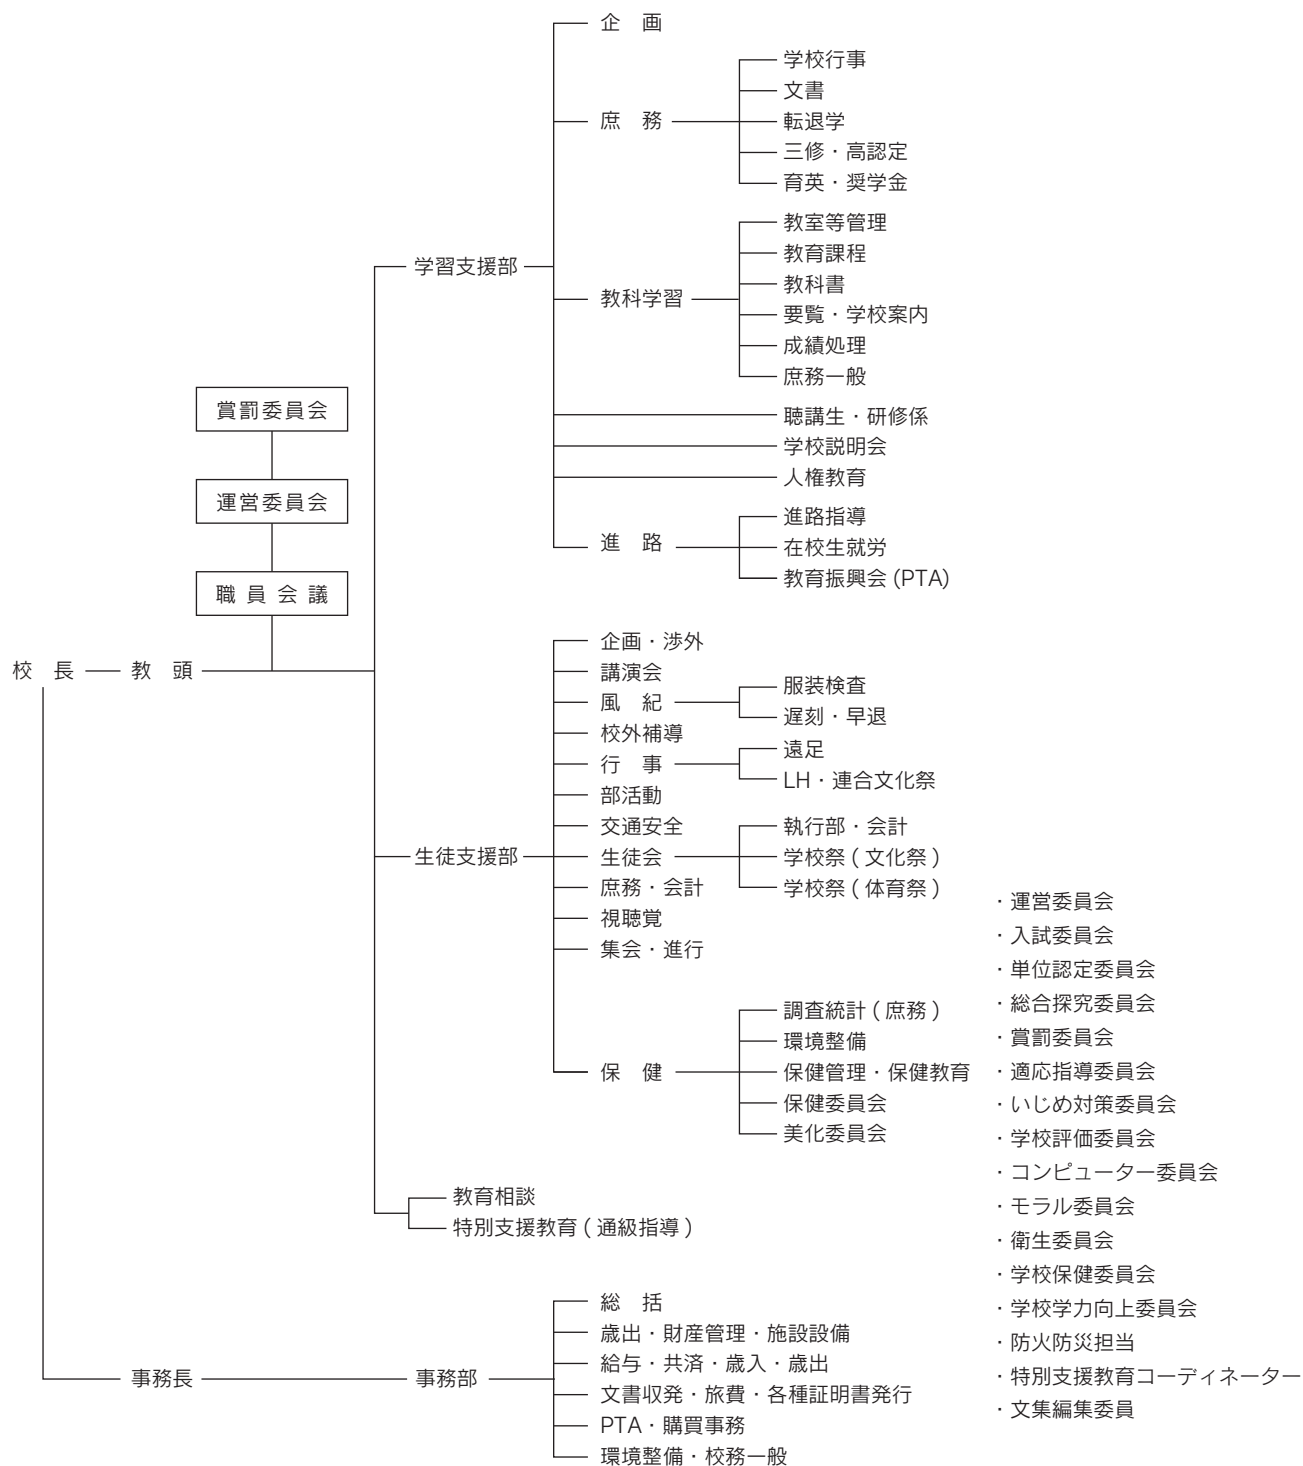 企　画
庶　務
学校行事
文書
転退学
三修・高認定
育英・奨学金
学習支援部
教科学習
教室等管理
教育課程
教科書
要覧・学校案内
成績処理
庶務一般
聴講生・研修係
学校説明会
人権教育
進　路
進路指導
在校生就労
教育振興会 (PTA)
賞罰委員会
運営委員会
職 員 会 議
校　長
教　頭
生徒支援部
企画・渉外
講演会
風　紀
服装検査
遅刻・早退
校外補導
行　事
遠足
LH・連合文化祭
部活動
交通安全
生徒会
執行部・会計
学校祭 ( 文化祭 )
学校祭 ( 体育祭 )
庶務・会計
視聴覚
集会・進行
保　健
調査統計 ( 庶務 )
環境整備
保健管理・保健教育
保健委員会
美化委員会
教育相談
特別支援教育 ( 通級指導 )
事務長
事務部
総　括
歳出・財産管理・施設設備
給与・共済・歳入・歳出
文書収発・旅費・各種証明書発行
PTA・購買事務
環境整備・校務一般
・運営委員会
・入試委員会
・単位認定委員会
・総合探究委員会
・賞罰委員会
・適応指導委員会
・いじめ対策委員会
・学校評価委員会
・コンピューター委員会
・モラル委員会
・衛生委員会
・学校保健委員会
・学校学力向上委員会
・防火防災担当
・特別支援教育コーディネーター
・文集編集委員